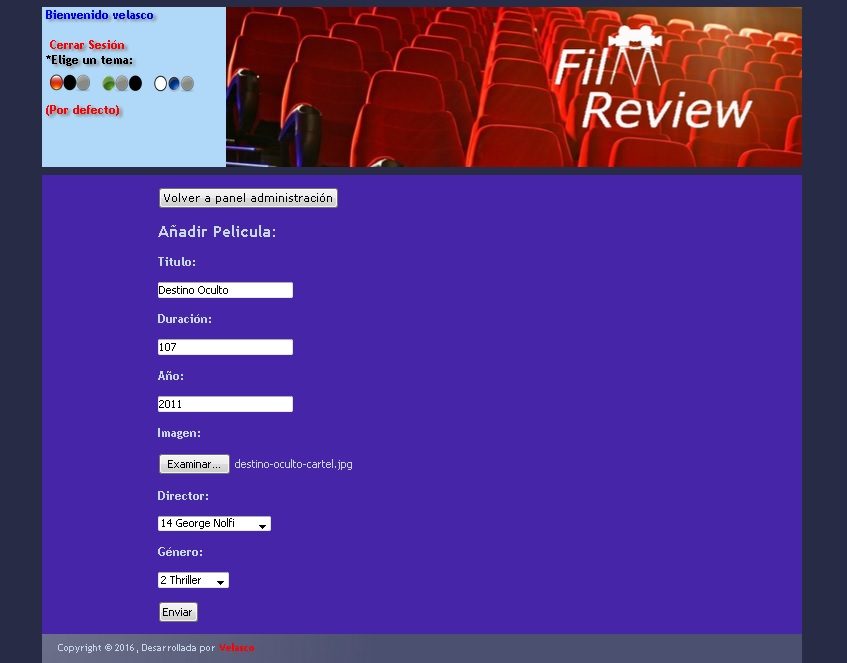 Bienvenido velasco
Cerrar Sesión
*Elige un tema:
(Por defecto)
Film
Review
Volver a panel administración
Añadir Pelicula:
Titulo:
Destino Oculto
Duración:
107
Año:
2011
Imagen:
Examinar... destino-oculto-cartel.jpg
Director:
14 George Nolfi
Género:
2 Thriller
Enviar
Copyright © 2016, Desarrollada por Velasco